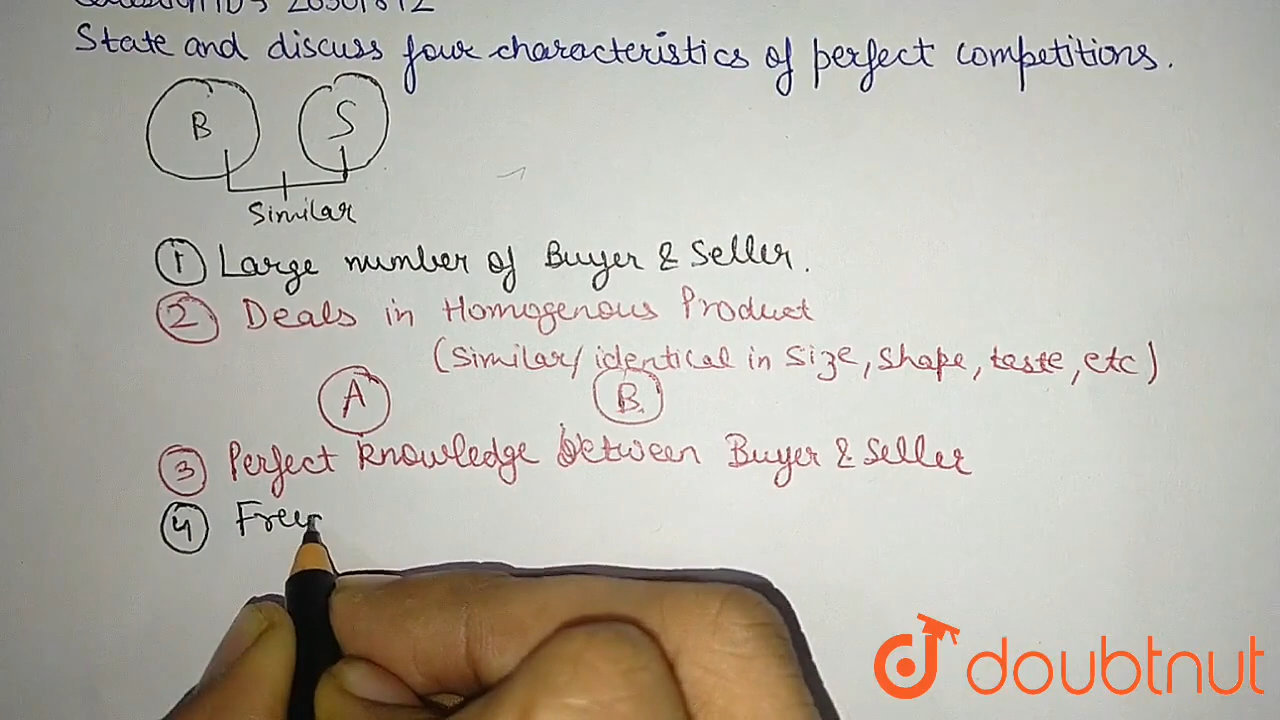 State and discuss four characteristics of perfect competitions.
B S
Similar
1 Large number of Buyer & Seller.
2 Deals in Homogenous Product
(Similar/identical in Size, Shape, taste, etc)
A B.
3 Perfect Knowledge between Buyer & Seller
4 Free
doubtnut